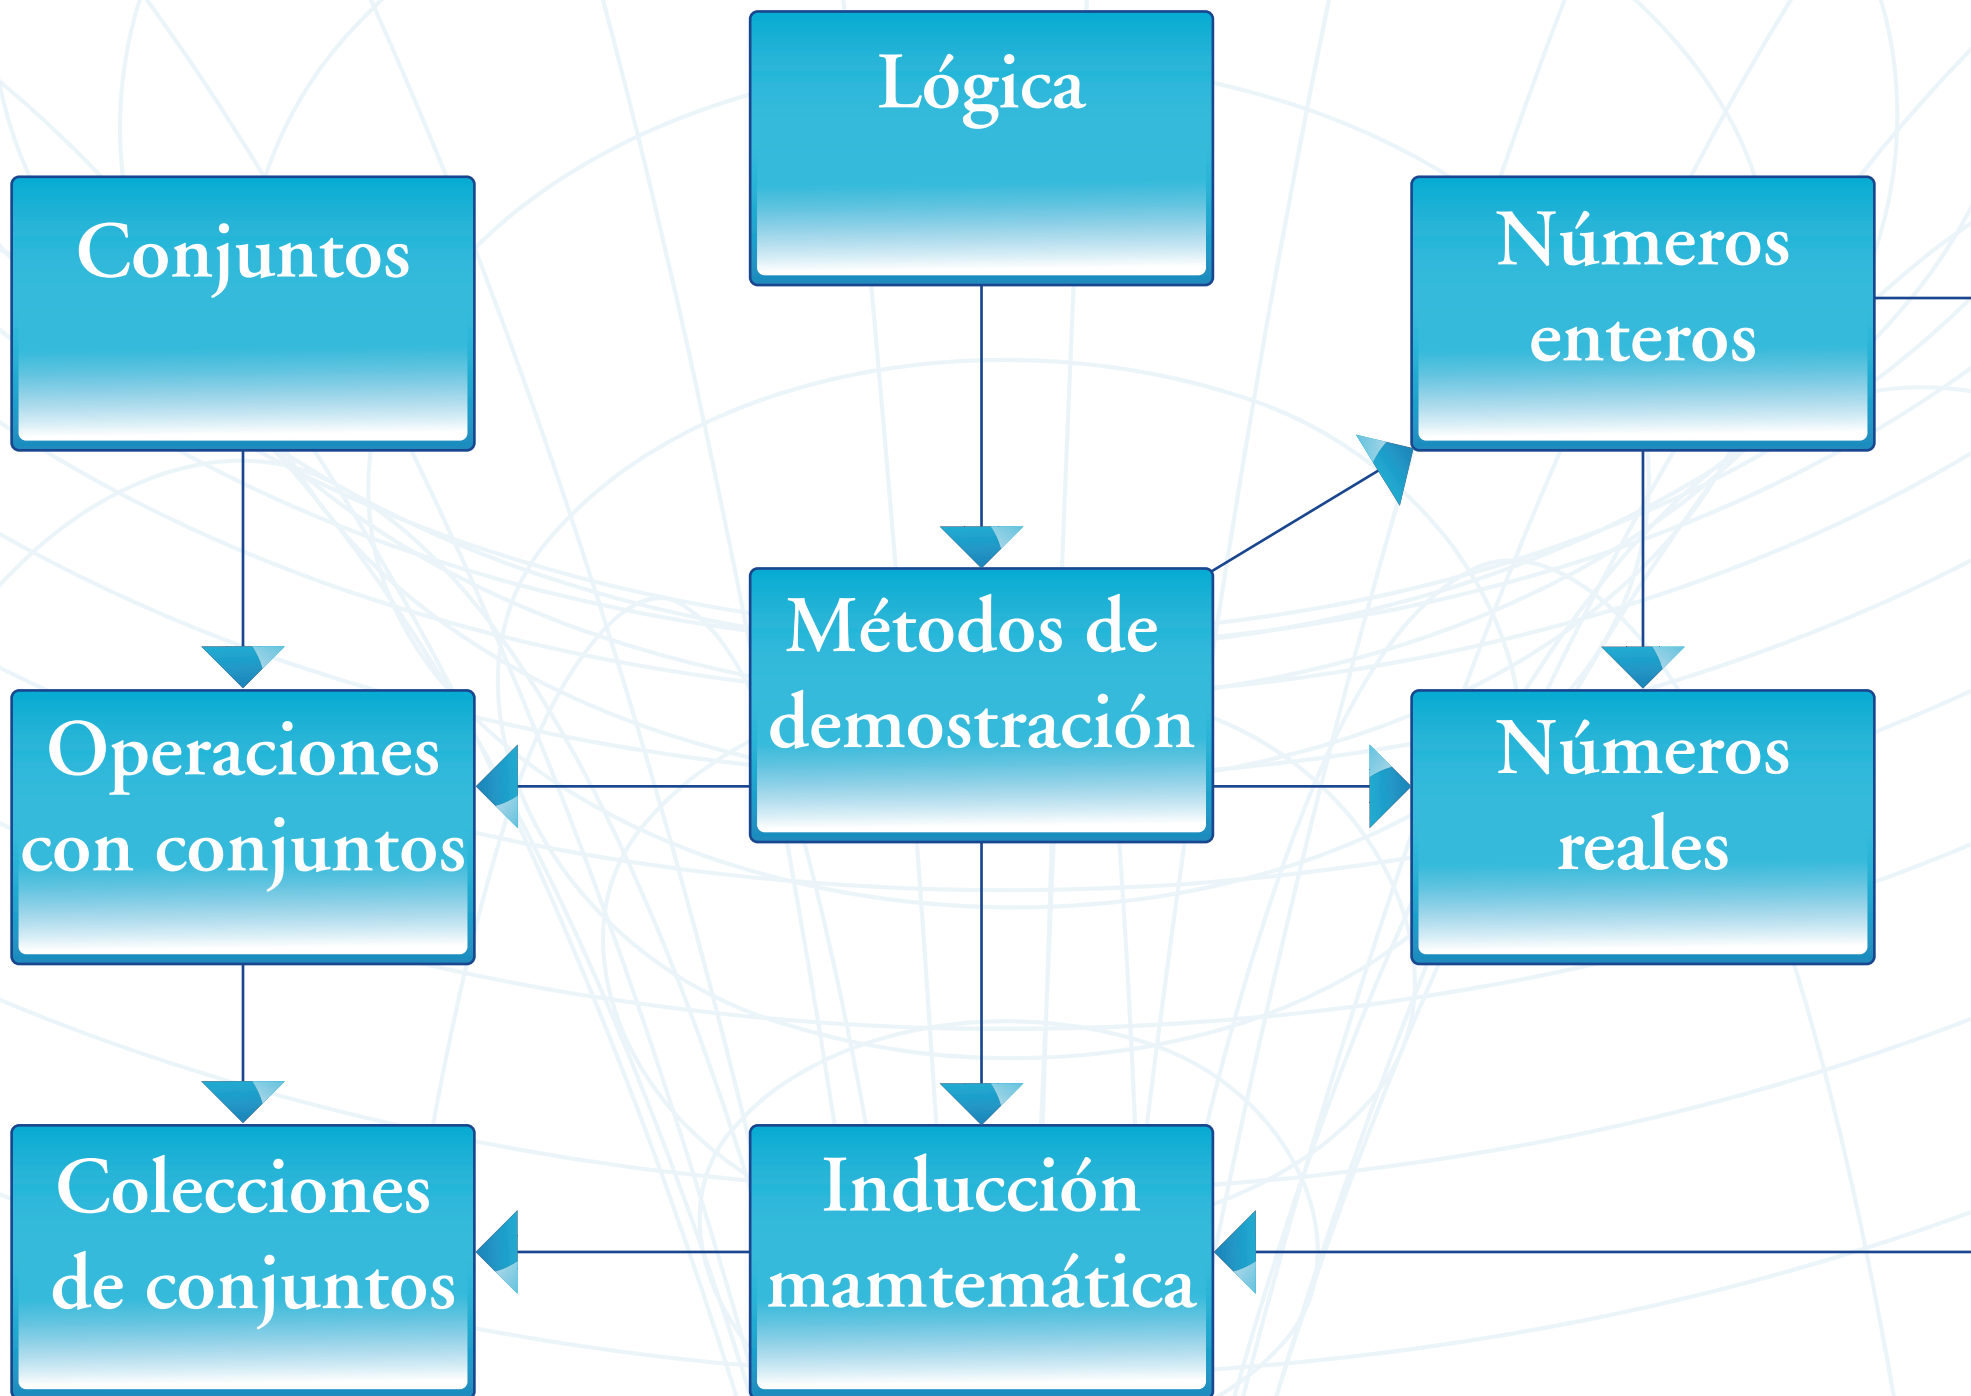 Lógica
Conjuntos
Números
enteros
Métodos de
demostración
Operaciones
con conjuntos
Números
reales
Colecciones
de conjuntos
Inducción
mamtemática